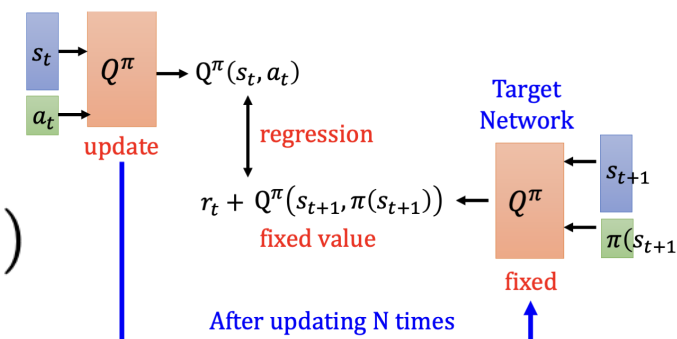 s_t
a_t
Q^π
update
Q^π(s_t, a_t)
regression
r_t + Q^π(s_{t+1}, π(s_{t+1}))
fixed value
Target
Network
Q^π
fixed
s_{t+1}
π(s_{t+1}
)
After updating N times